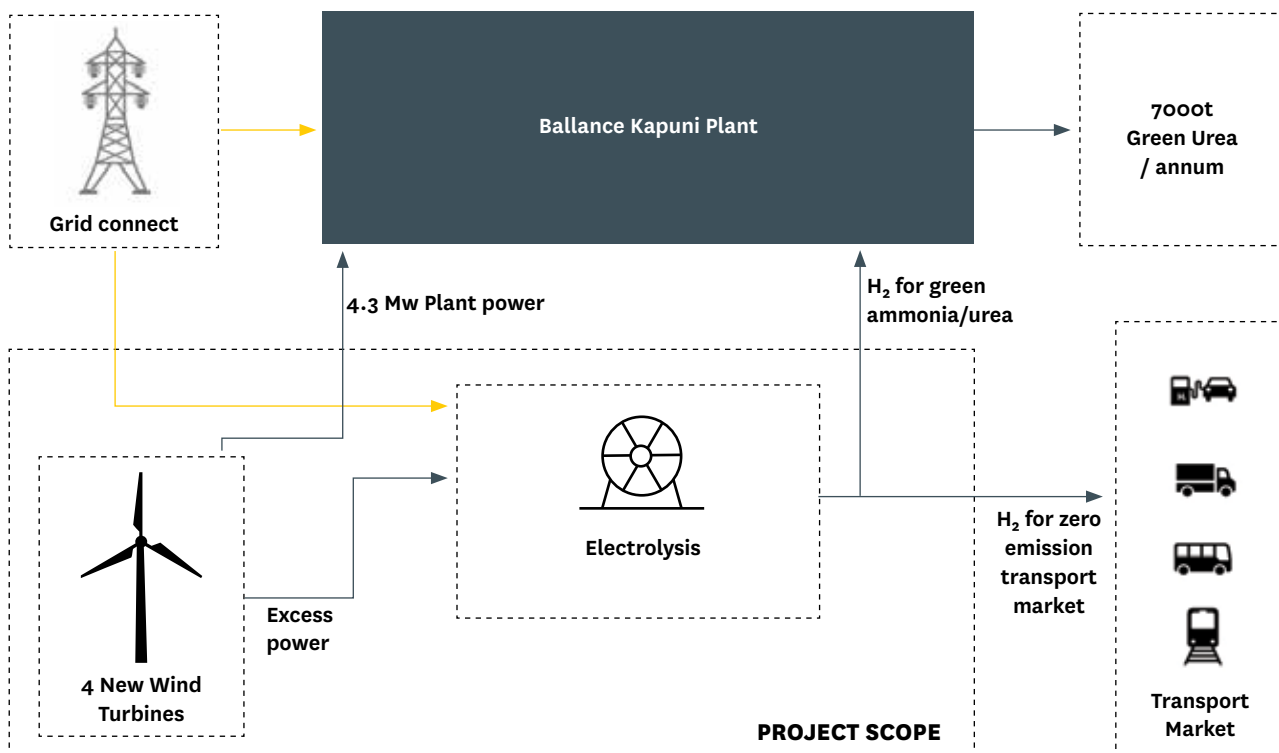 Ballance Kapuni Plant
7000t
Green Urea
/ annum
Grid connect
4.3 Mw Plant power
H₂ for green
ammonia/urea
Electrolysis
H₂ for zero
emission
transport
market
Excess
power
4 New Wind
Turbines
Transport
Market
PROJECT SCOPE